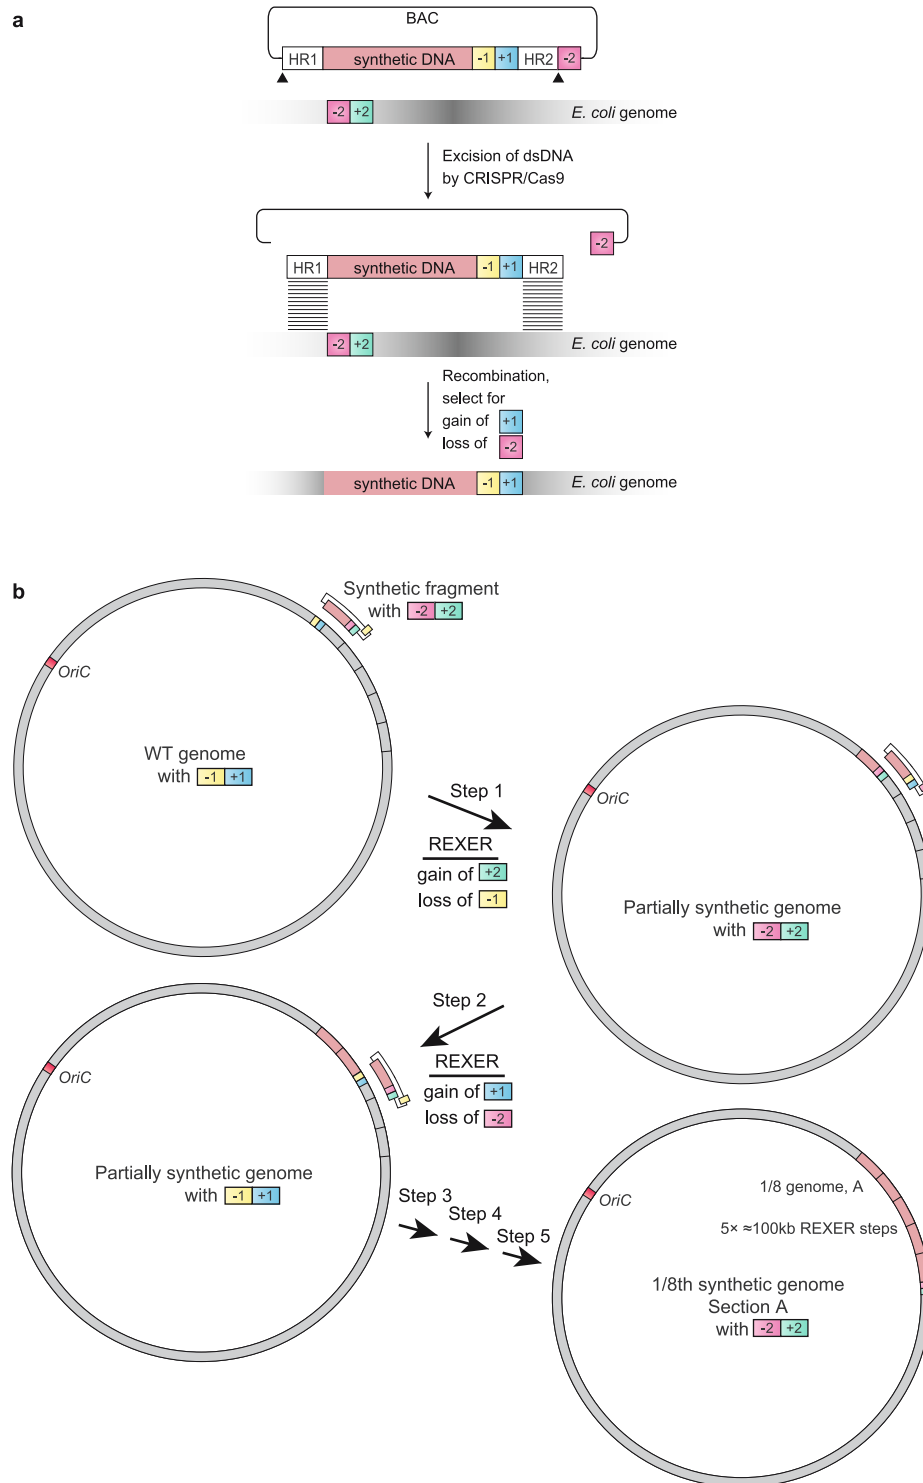 a
BAC
HR1 synthetic DNA -1 +1 HR2 -2
-2 +2 E. coli genome
Excision of dsDNA
by CRISPR/Cas9
-2
HR1 synthetic DNA -1 +1 HR2
-2 +2 E. coli genome
Recombination,
select for
gain of +1
loss of -2
synthetic DNA -1 +1 E. coli genome
b
Synthetic fragment
with -2 +2
OriC
WT genome
with -1 +1
Step 1
REXER
gain of +2
loss of -1
OriC
Partially synthetic genome
with -2 +2
Step 2
REXER
gain of +1
loss of -2
OriC
Partially synthetic genome
with -1 +1
Step 3
Step 4
Step 5
OriC
1/8 genome, A
5× ≈100kb REXER steps
1/8th synthetic genome
Section A
with -2 +2